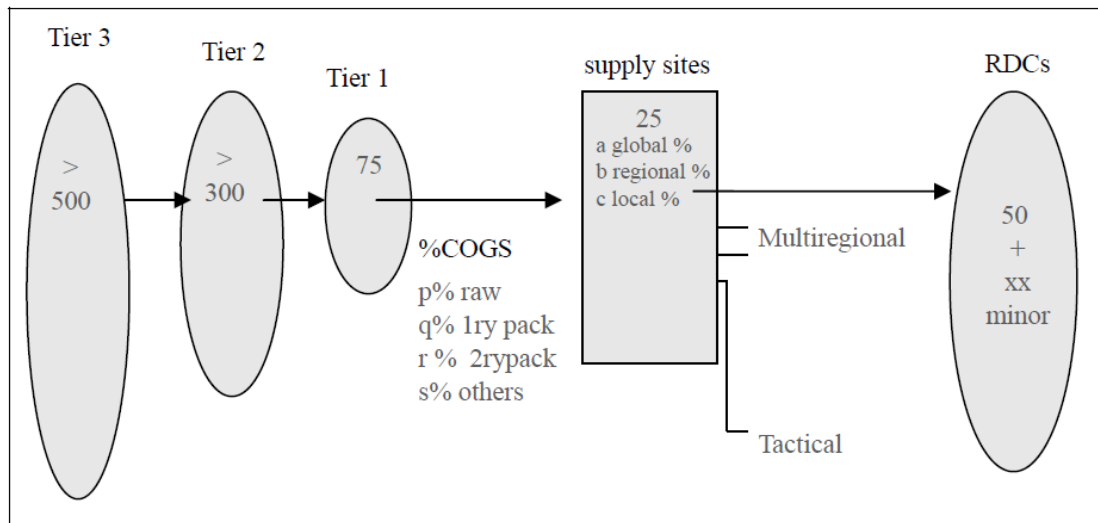 Tier 3
Tier 2
Tier 1
supply sites
RDCs
>
500
>
300
75
25
a global %
b regional %
c local %
Multiregional
Tactical
%COGS
p% raw
q% 1ry pack
r % 2rypack
s% others
50
+
xx
minor